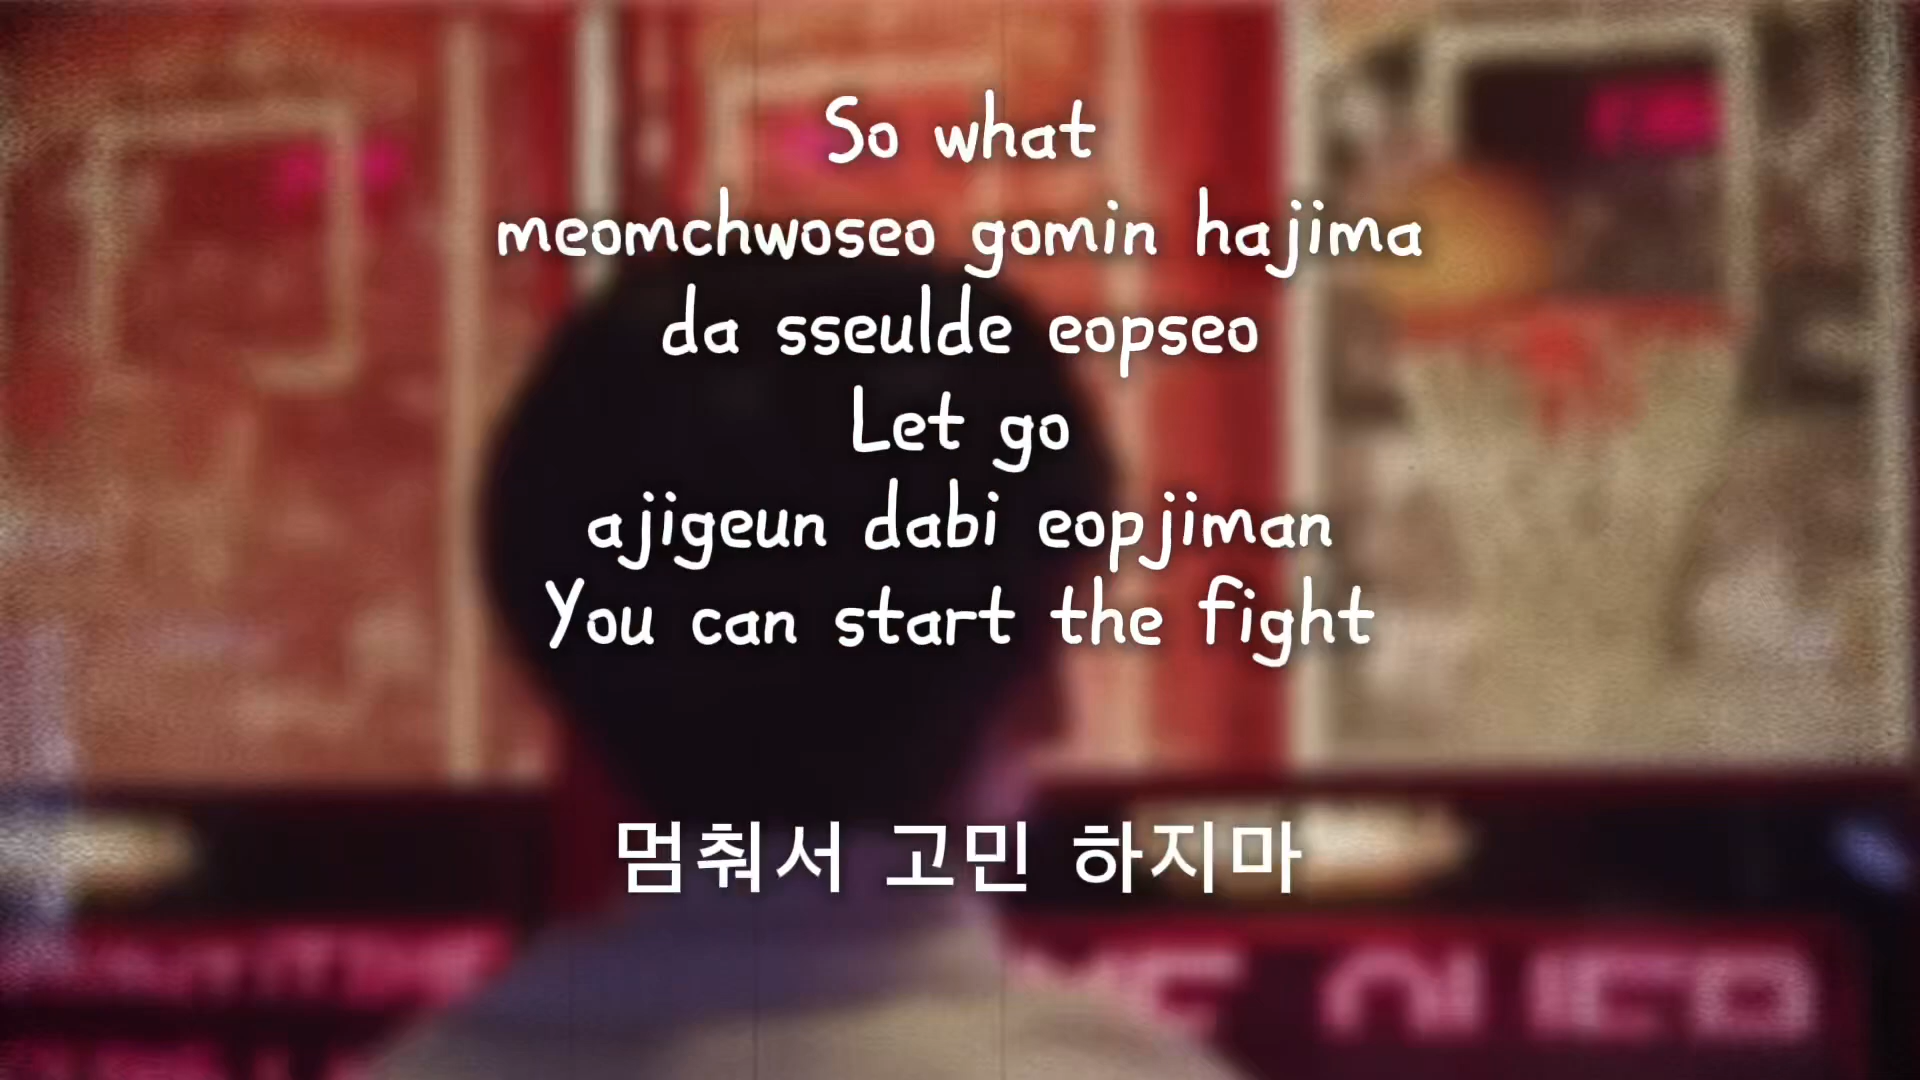 So what
meomchwoseo gomin hajima
da sseulde eopseo
Let go
ajigeun dabi eopjiman
You can start the fight
멈춰서 고민 하지마